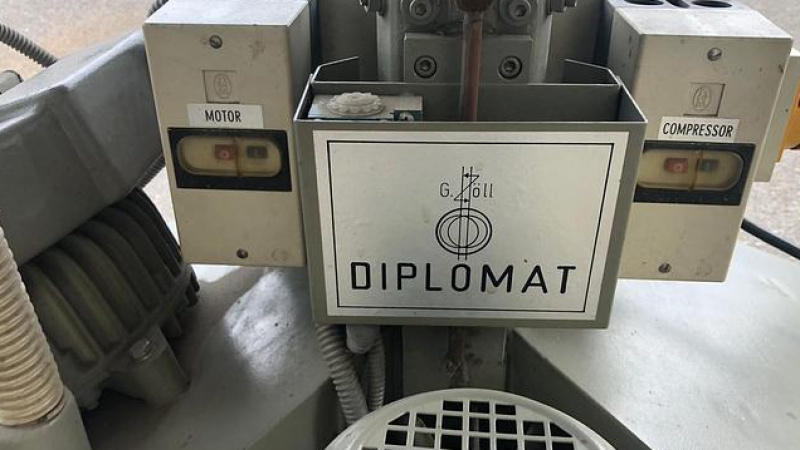 MOTOR
COMPRESSOR
G. Zöll
DIPLOMAT